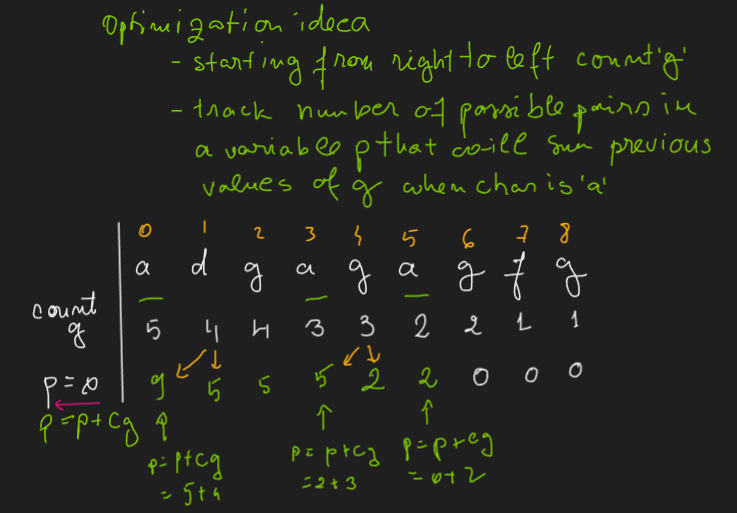 Optimization idea
- starting from right to left count 'g'
- track number of possible pairs in
a variable p that will sum previous
values of g when char is 'a'
0 1 2 3 4 5 6 7 8
a d g a g a g f g
count
g 5 4 4 3 3 2 2 1 1
p=0 9 5 5 5 2 2 0 0 0
p=p+cg
p=p+cg
=5+4
p=p+cg
=2+3
p=p+cg
=0+2